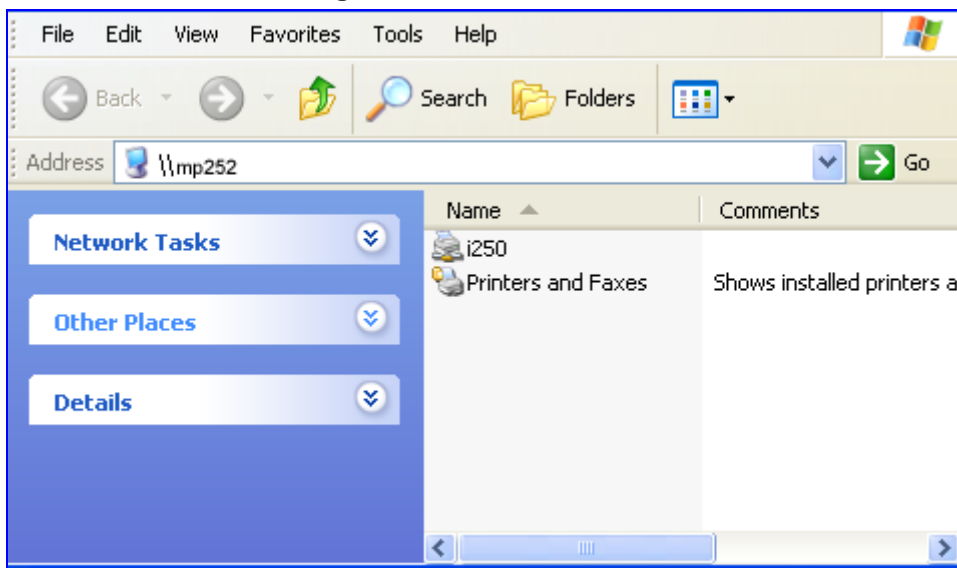 File Edit View Favorites Tools Help
Back Search Folders
Address \\mp252 Go
Name Comments
Network Tasks
i250
Printers and Faxes Shows installed printers a
Other Places
Details